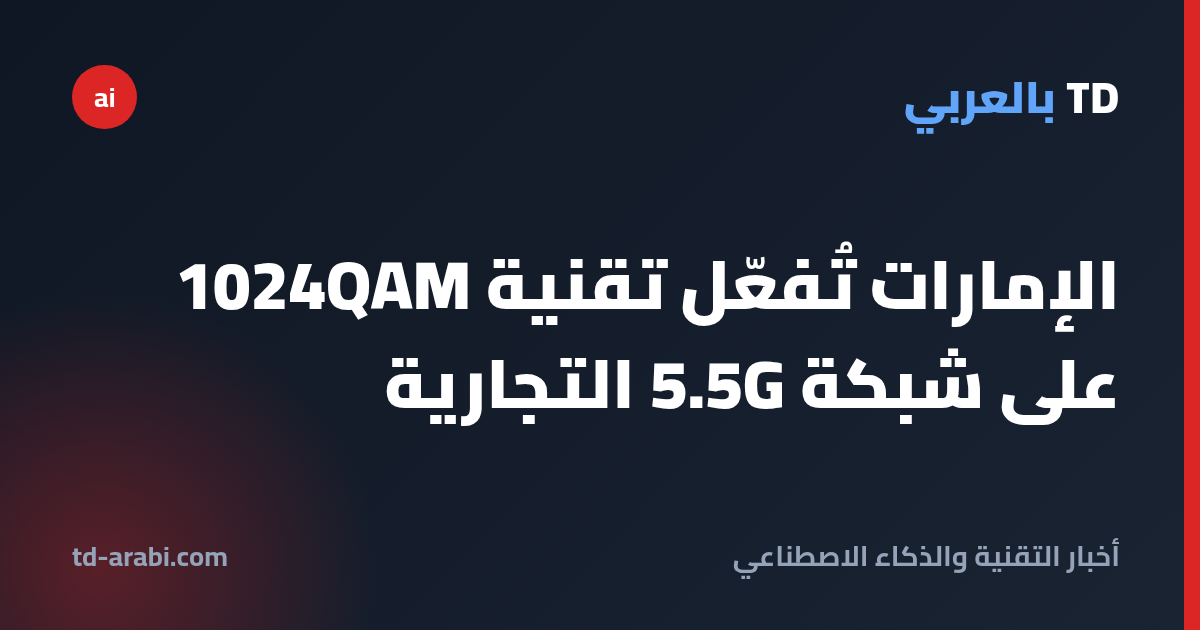 TD بالعربي
ai
الإمارات تُفعّل تقنية 1024QAM
على شبكة 5.5G التجارية
أخبار التقنية والذكاء الاصطناعي
td-arabi.com